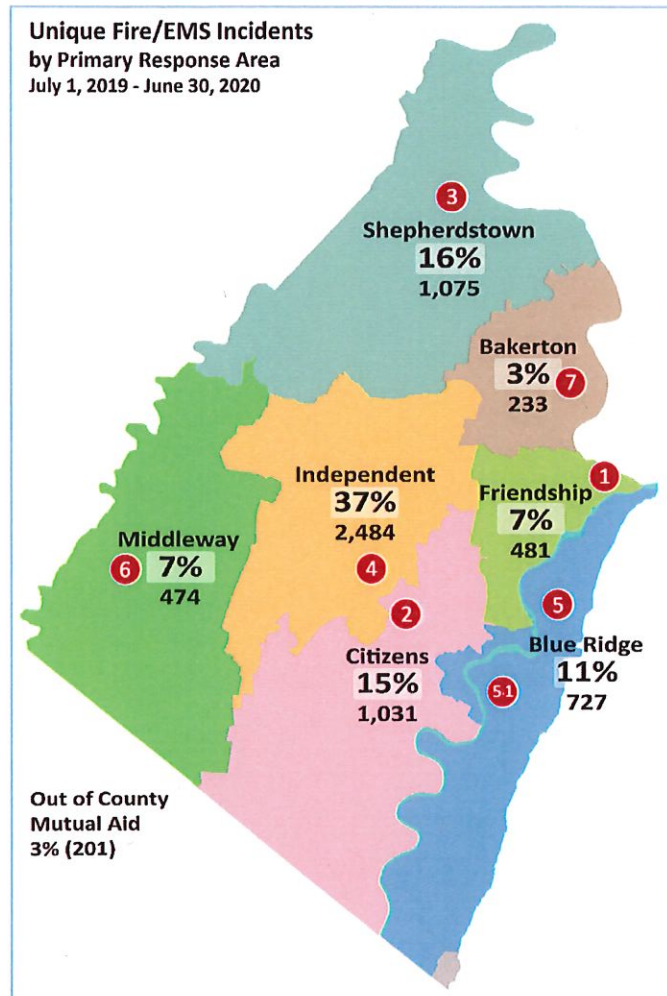 Unique Fire/EMS Incidents
by Primary Response Area
July 1, 2019 - June 30, 2020
3
Shepherdstown
16%
1,075
Bakerton
3%
7
233
Independent
37%
2,484
4
1
Friendship
7%
481
Middleway
6
7%
474
2
Citizens
15%
1,031
5
Blue Ridge
11%
727
5-1
Out of County
Mutual Aid
3% (201)